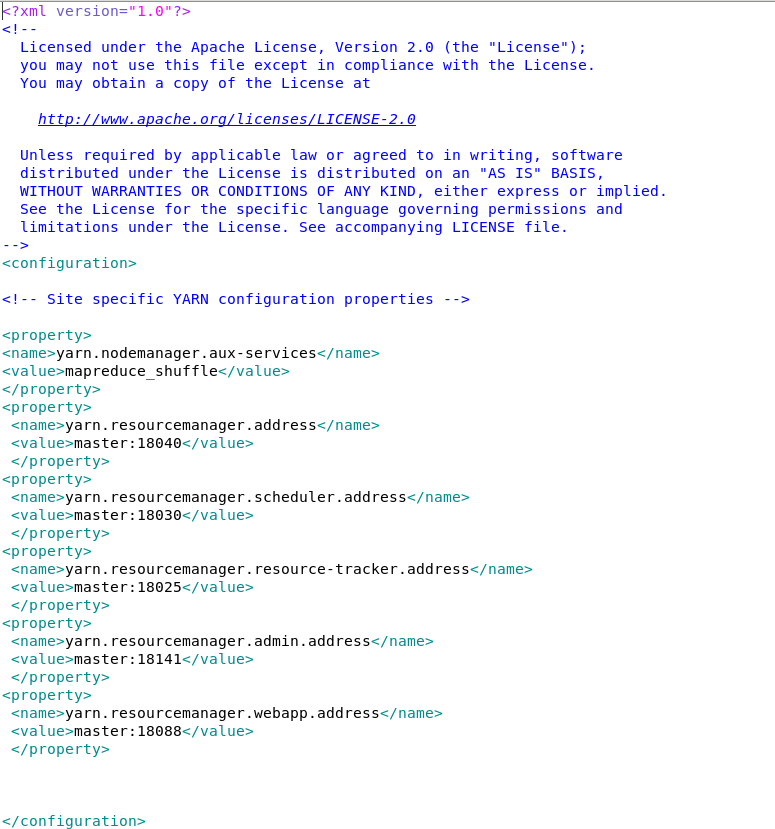 <?xml version="1.0"?>
<!--
  Licensed under the Apache License, Version 2.0 (the "License");
  you may not use this file except in compliance with the License.
  You may obtain a copy of the License at

    http://www.apache.org/licenses/LICENSE-2.0

  Unless required by applicable law or agreed to in writing, software
  distributed under the License is distributed on an "AS IS" BASIS,
  WITHOUT WARRANTIES OR CONDITIONS OF ANY KIND, either express or implied.
  See the License for the specific language governing permissions and
  limitations under the License. See accompanying LICENSE file.
-->
<configuration>

<!-- Site specific YARN configuration properties -->

<property>
<name>yarn.nodemanager.aux-services</name>
<value>mapreduce_shuffle</value>
</property>
<property>
 <name>yarn.resourcemanager.address</name>
 <value>master:18040</value>
 </property>
<property>
 <name>yarn.resourcemanager.scheduler.address</name>
 <value>master:18030</value>
 </property>
<property>
 <name>yarn.resourcemanager.resource-tracker.address</name>
 <value>master:18025</value>
 </property>
<property>
 <name>yarn.resourcemanager.admin.address</name>
 <value>master:18141</value>
 </property>
<property>
 <name>yarn.resourcemanager.webapp.address</name>
 <value>master:18088</value>
 </property>

</configuration>